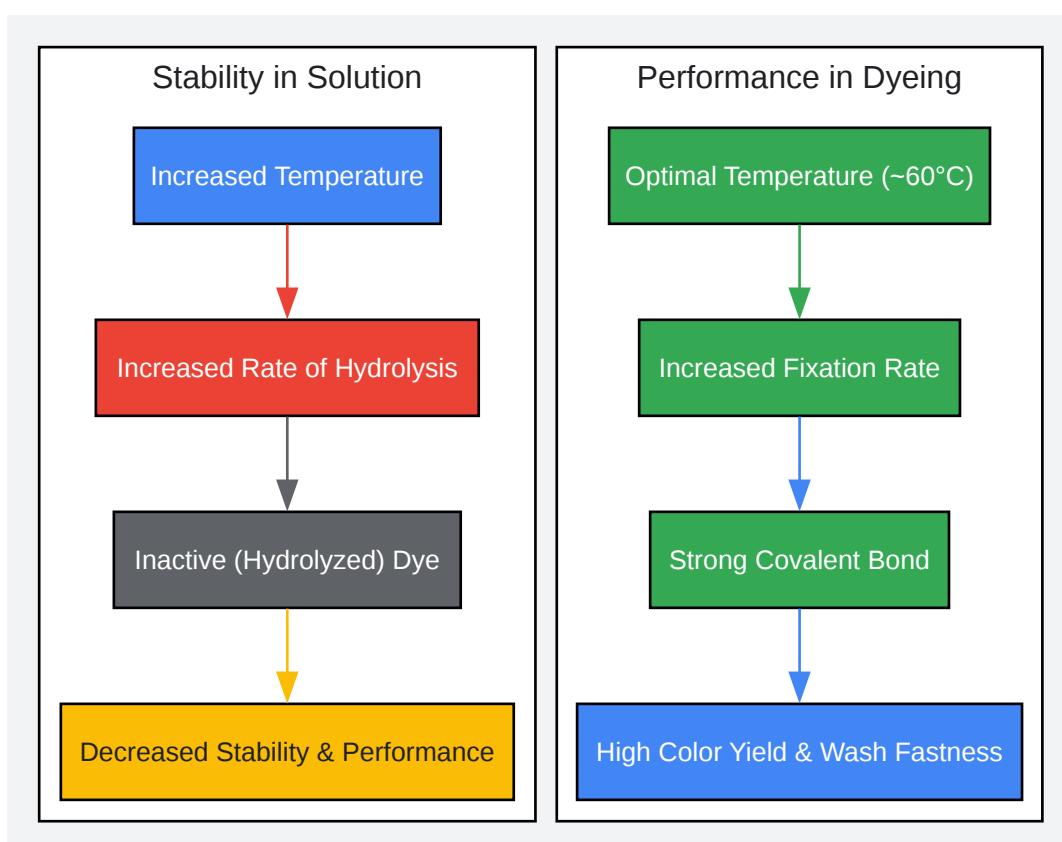 Stability in Solution
Increased Temperature
Increased Rate of Hydrolysis
Inactive (Hydrolyzed) Dye
Decreased Stability & Performance
Performance in Dyeing
Optimal Temperature (~60°C)
Increased Fixation Rate
Strong Covalent Bond
High Color Yield & Wash Fastness